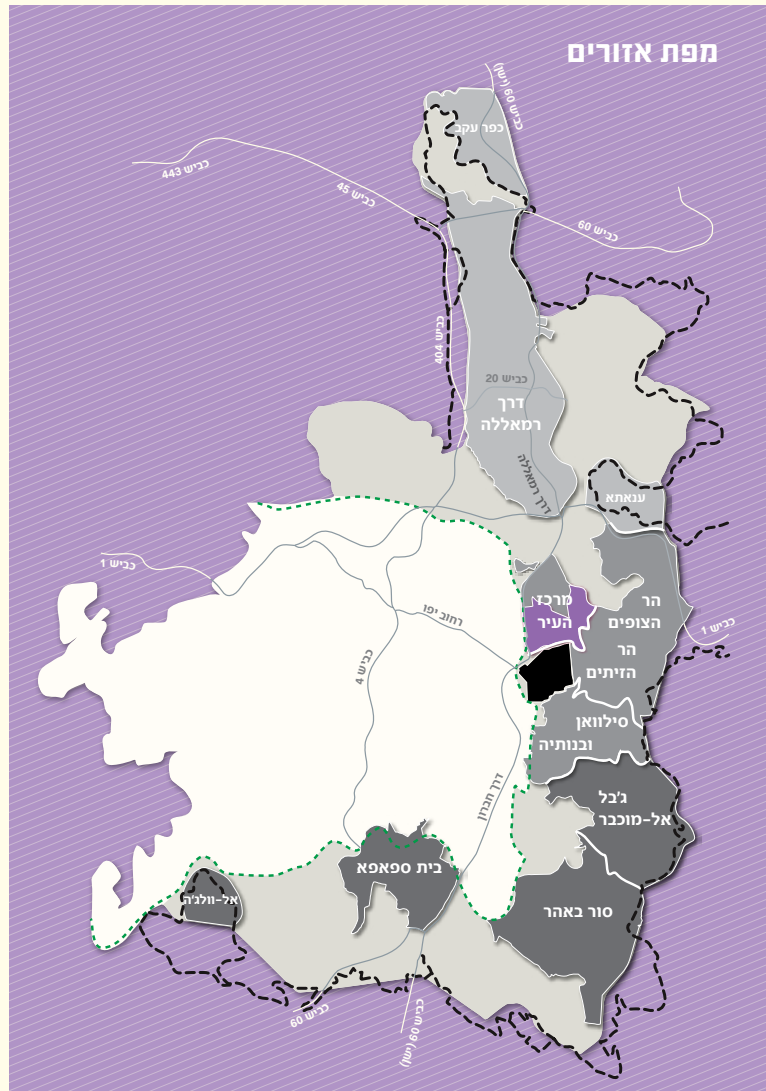 מפת אזורים
כביש 60 (ישן)
כפר עקב
כביש 443
כביש 45
כביש 60
כביש 404
כביש 20
דרך
רמאללה
דרך רמאללה
ענאתא
כביש 1
מרכז
העיר
הר
הצופים
כביש 1
רחוב יפו
הר
הזיתים
כביש 4
סילוואן
ובנותיה
דרך חברון
ג'בל
אל-מוכבר
בית ספאפא
אל-וולג'ה
סור באהר
כביש 60
כביש 60 (ישן)